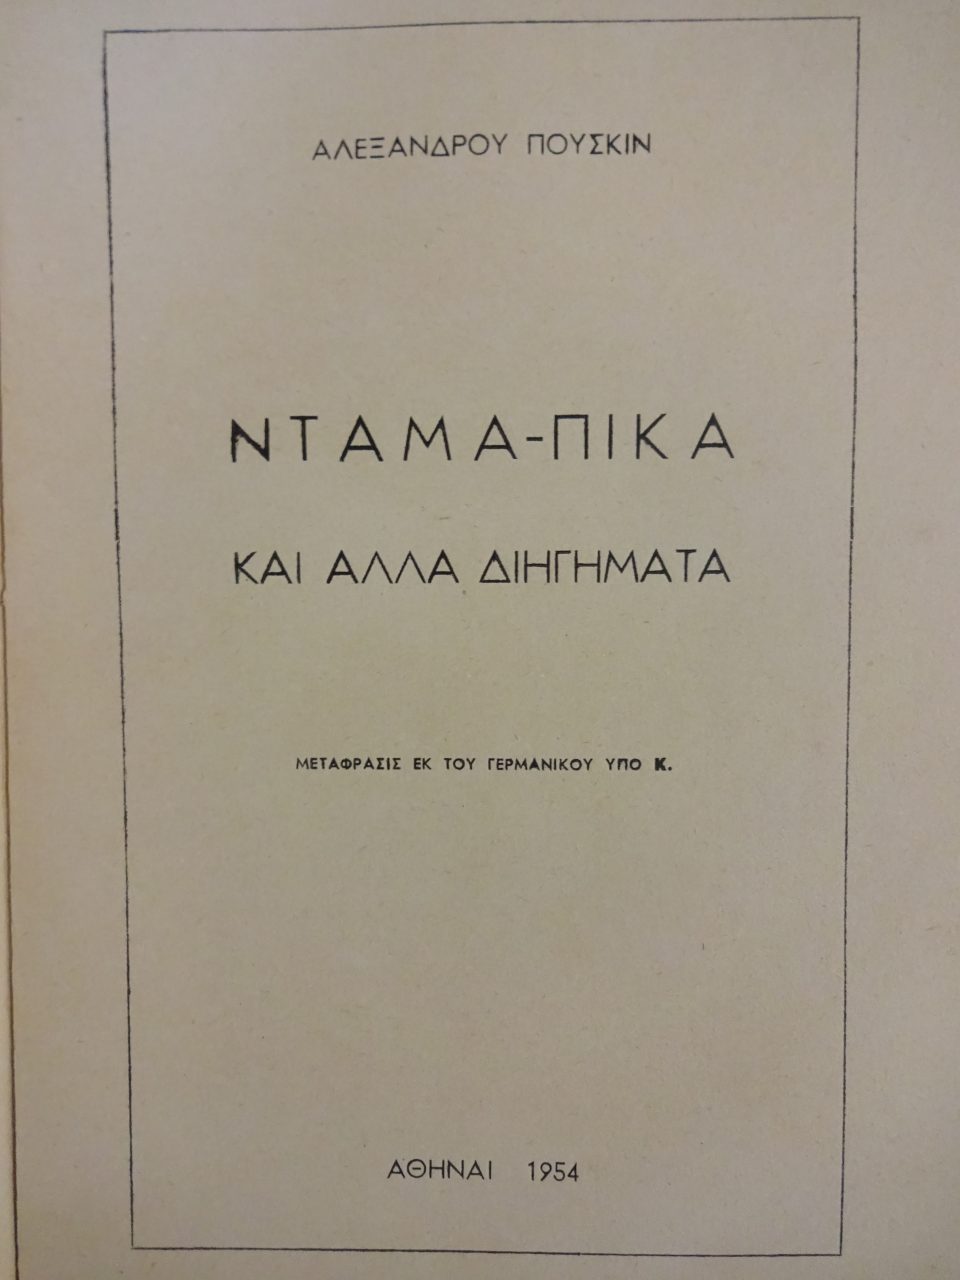 ΑΛΕΞΑΝΔΡΟΥ ΠΟΥΣΚΙΝ
ΝΤΑΜΑ-ΠΙΚΑ
ΚΑΙ ΑΛΛΑ ΔΙΗΓΗΜΑΤΑ
ΜΕΤΑΦΡΑΣΙΣ ΕΚ ΤΟΥ ΓΕΡΜΑΝΙΚΟΥ ΥΠΟ Κ.
ΑΘΗΝΑΙ 1954